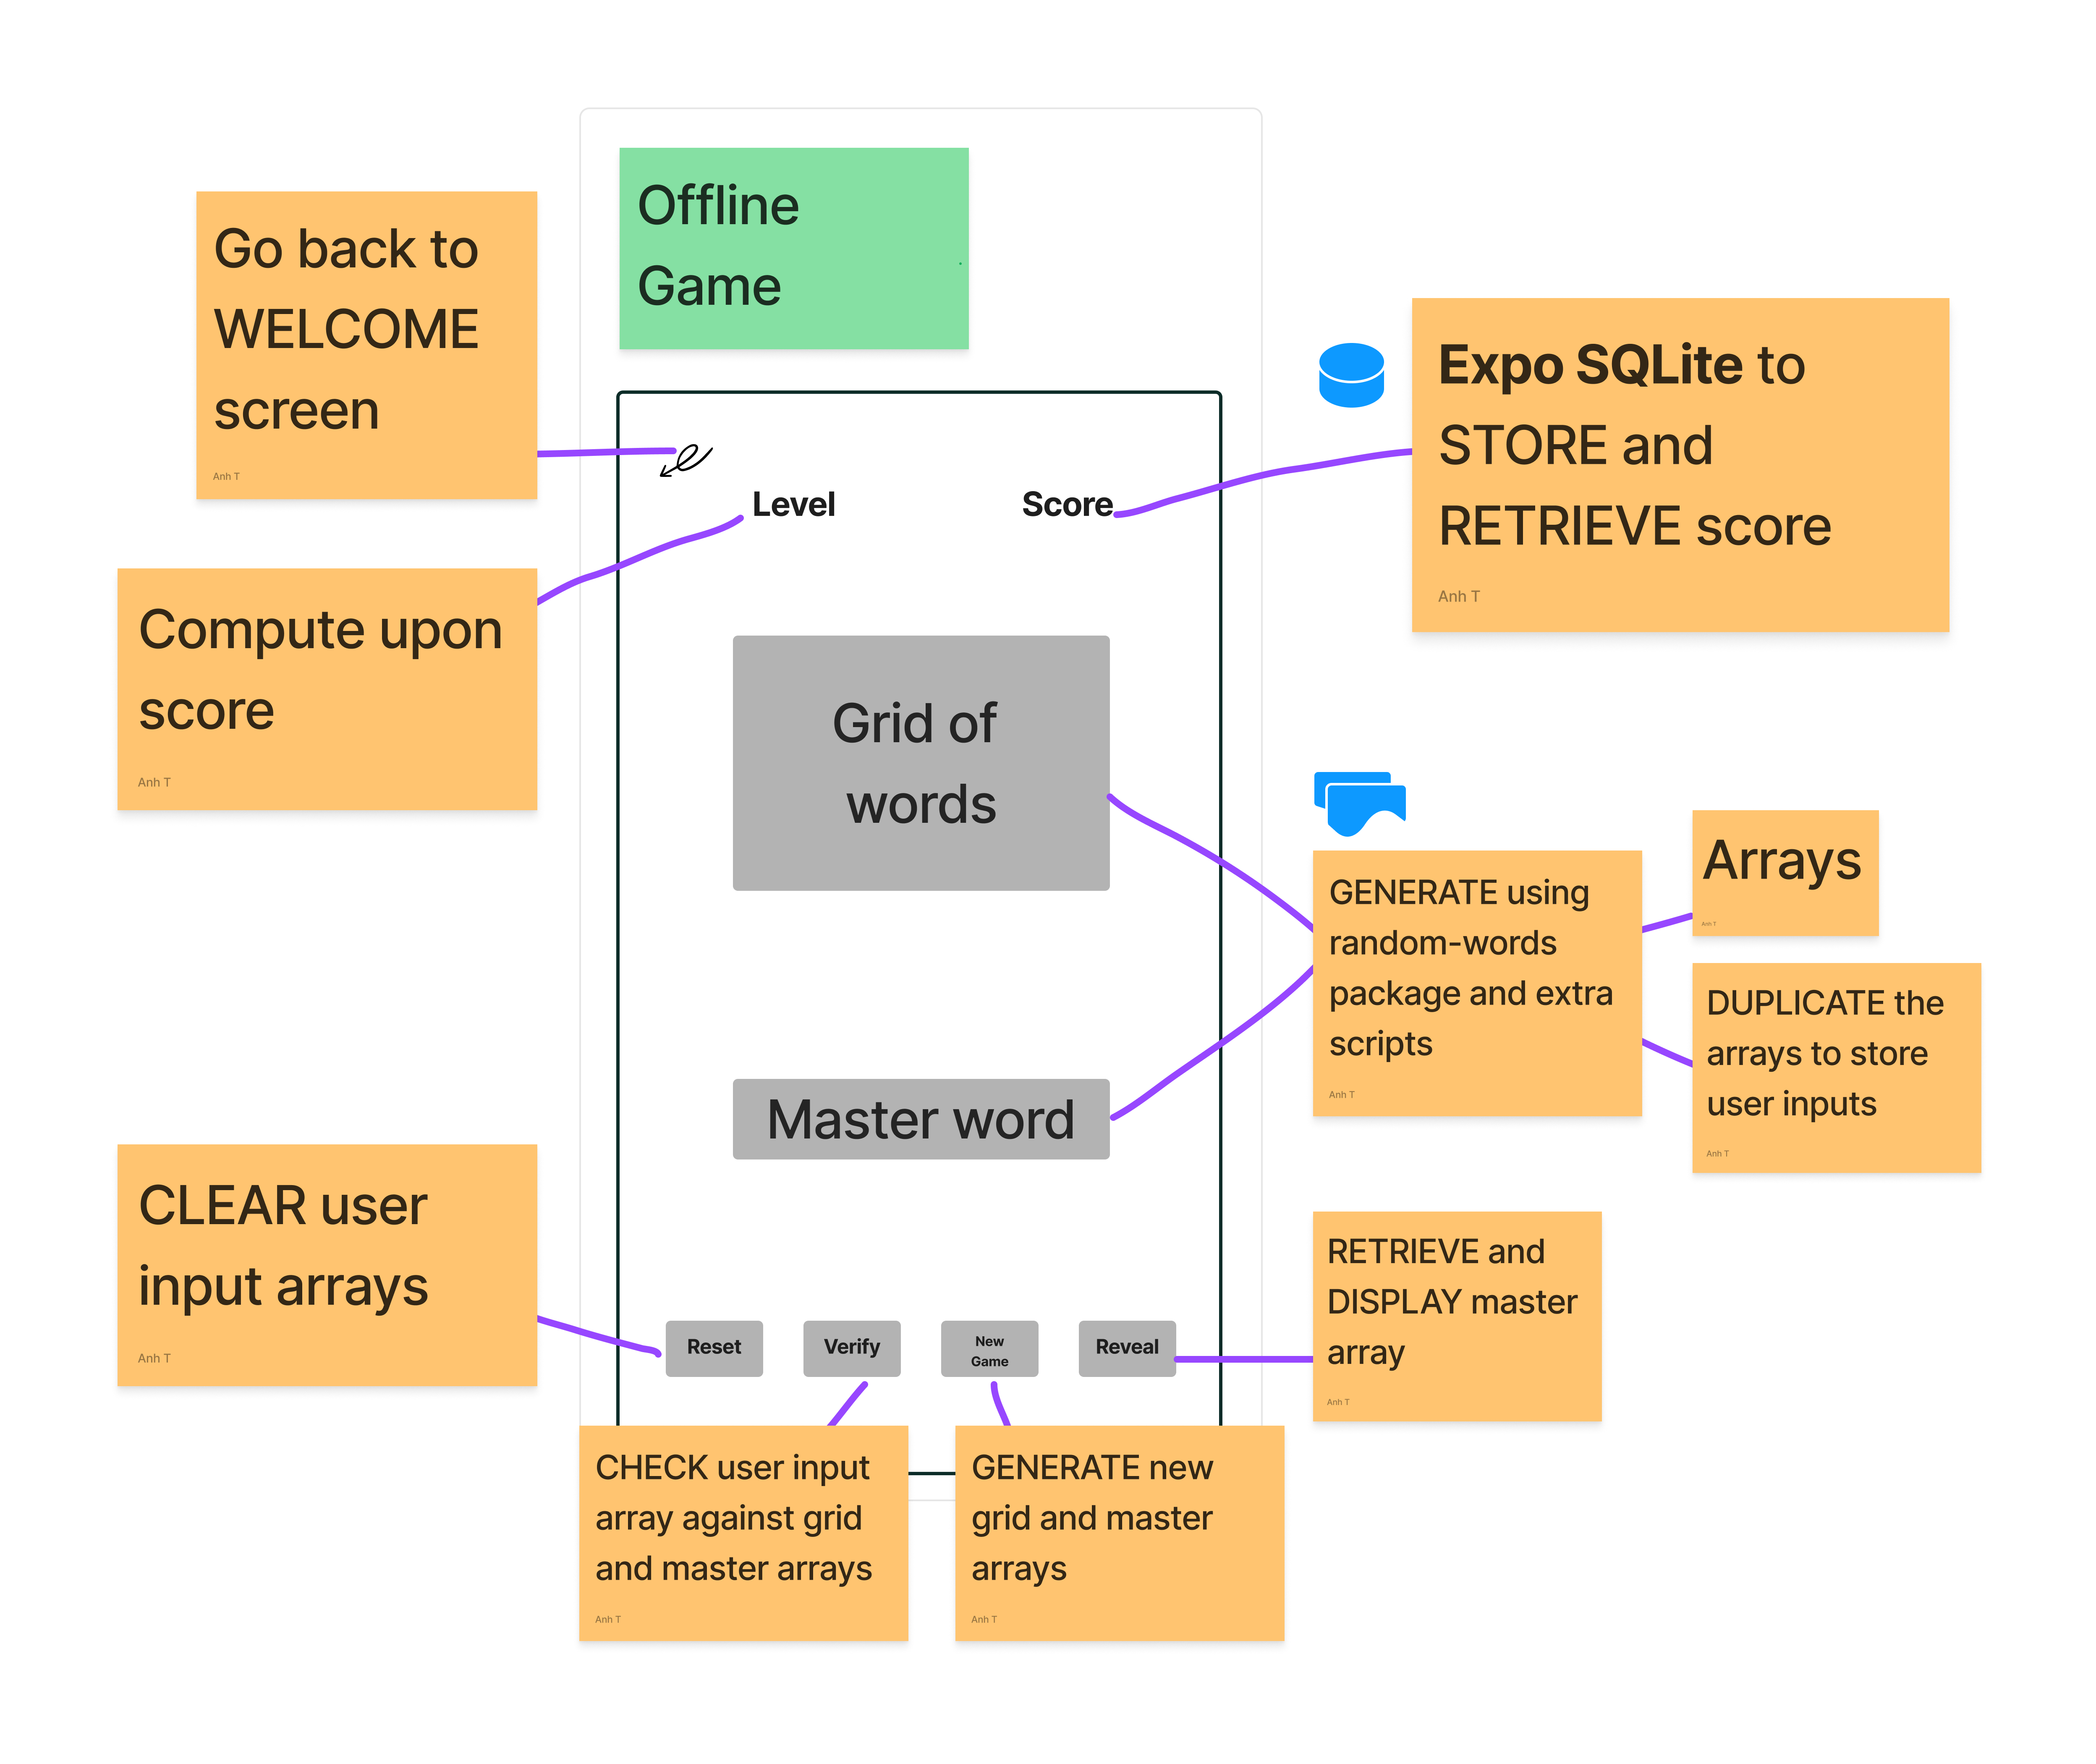 Offline
Game
Go back to
WELCOME
screen
Anh T
Expo SQLite to
STORE and
RETRIEVE score
Anh T
Level
Score
Compute upon
score
Anh T
Grid of
words
GENERATE using
random-words
package and extra
scripts
Anh T
Arrays
Anh T
DUPLICATE the
arrays to store
user inputs
Anh T
Master word
CLEAR user
input arrays
Anh T
RETRIEVE and
DISPLAY master
array
Anh T
Reset
Verify
New
Game
Reveal
CHECK user input
array against grid
and master arrays
Anh T
GENERATE new
grid and master
arrays
Anh T